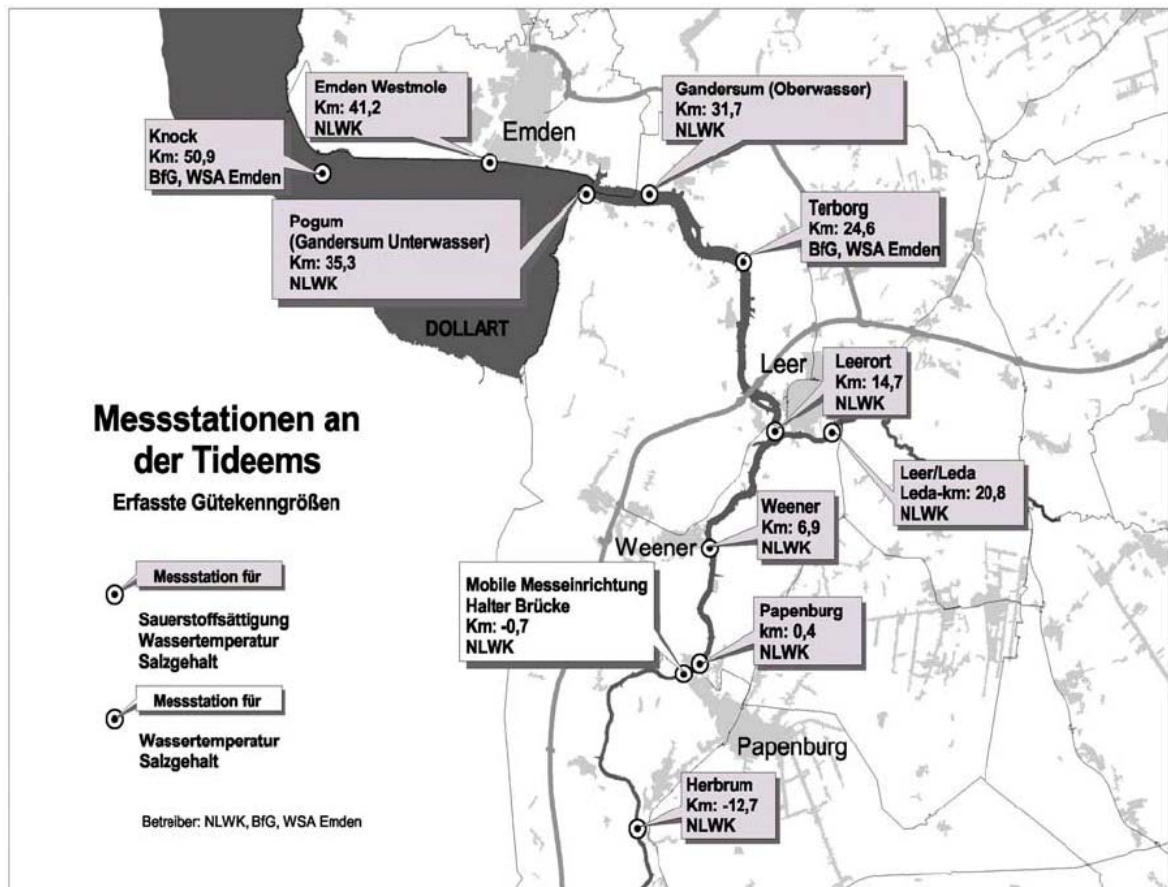 Emden Westmole
Km: 41,2
NLWK
Gandersum (Oberwasser)
Km: 31,7
NLWK
Emden
Knock
Km: 50,9
BfG, WSA Emden
Pogum
(Gandersum Unterwasser)
Km: 35,3
NLWK
Terborg
Km: 24,6
BfG, WSA Emden
DOLLART
Leer
Leerort
Km: 14,7
NLWK
Messstationen an
der Tideems
Erfasste Gütekenngrößen
Leer/Leda
Leda-km: 20,8
NLWK
Weener
Km: 6,9
NLWK
Weener
Mobile Messeinrichtung
Halter Brücke
Km: -0,7
NLWK
Papenburg
km: 0,4
NLWK
Messstation für
Sauerstoffsättigung
Wassertemperatur
Salzgehalt
Messstation für
Wassertemperatur
Salzgehalt
Papenburg
Herbrum
Km: -12,7
NLWK
Betreiber: NLWK, BfG, WSA Emden